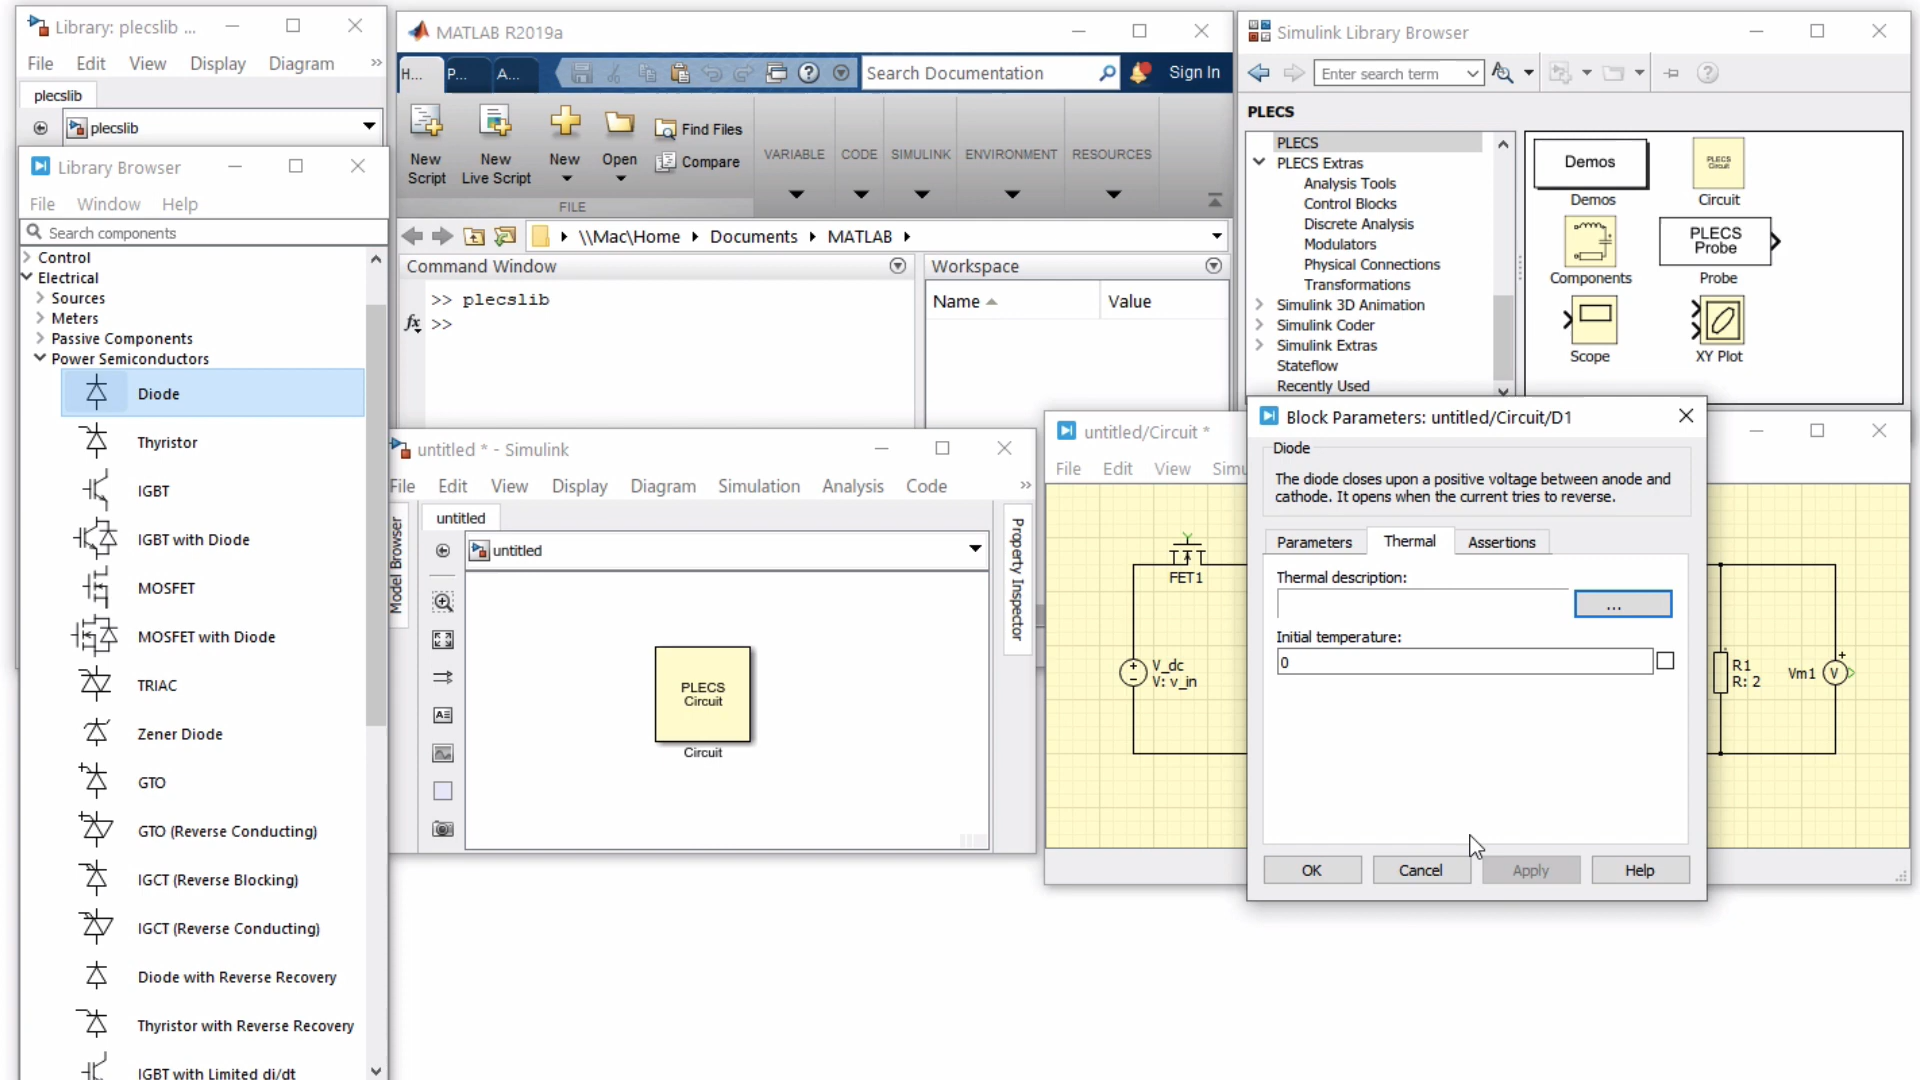 Library: plecslib ...
File Edit View Display Diagram »
plecslib
plecslib
Library Browser
File Window Help
Search components
Control
Electrical
Sources
Meters
Passive Components
Power Semiconductors
Diode
Thyristor
IGBT
IGBT with Diode
MOSFET
MOSFET with Diode
TRIAC
Zener Diode
GTO
GTO (Reverse Conducting)
IGCT (Reverse Blocking)
IGCT (Reverse Conducting)
Diode with Reverse Recovery
Thyristor with Reverse Recovery
IGBT with Limited di/dt
MATLAB R2019a
H... P... A...
Search Documentation
Sign In
New Script
New Live Script
New
Open
Find Files
Compare
FILE
VARIABLE
CODE
SIMULINK
ENVIRONMENT
RESOURCES
\\Mac\Home Documents MATLAB
Command Window
>> plecslib
fx >>
Workspace
Name Value
untitled * - Simulink
File Edit View Display Diagram Simulation Analysis Code »
Model Browser
untitled
untitled
Property Inspector
PLECS
Circuit
Circuit
Simulink Library Browser
Enter search term
PLECS
PLECS
PLECS Extras
Analysis Tools
Control Blocks
Discrete Analysis
Modulators
Physical Connections
Transformations
Simulink 3D Animation
Simulink Coder
Simulink Extras
Stateflow
Recently Used
Demos
Demos
PLECS
Circuit
Circuit
Components
PLECS
Probe
Probe
Scope
XY Plot
untitled/Circuit *
File Edit View Simu
FET1
V_dc
V: v_in
R1
R: 2
Vm1
V
Block Parameters: untitled/Circuit/D1
Diode
The diode closes upon a positive voltage between anode and
cathode. It opens when the current tries to reverse.
Parameters Thermal Assertions
Thermal description:
...
Initial temperature:
0
OK Cancel Apply Help